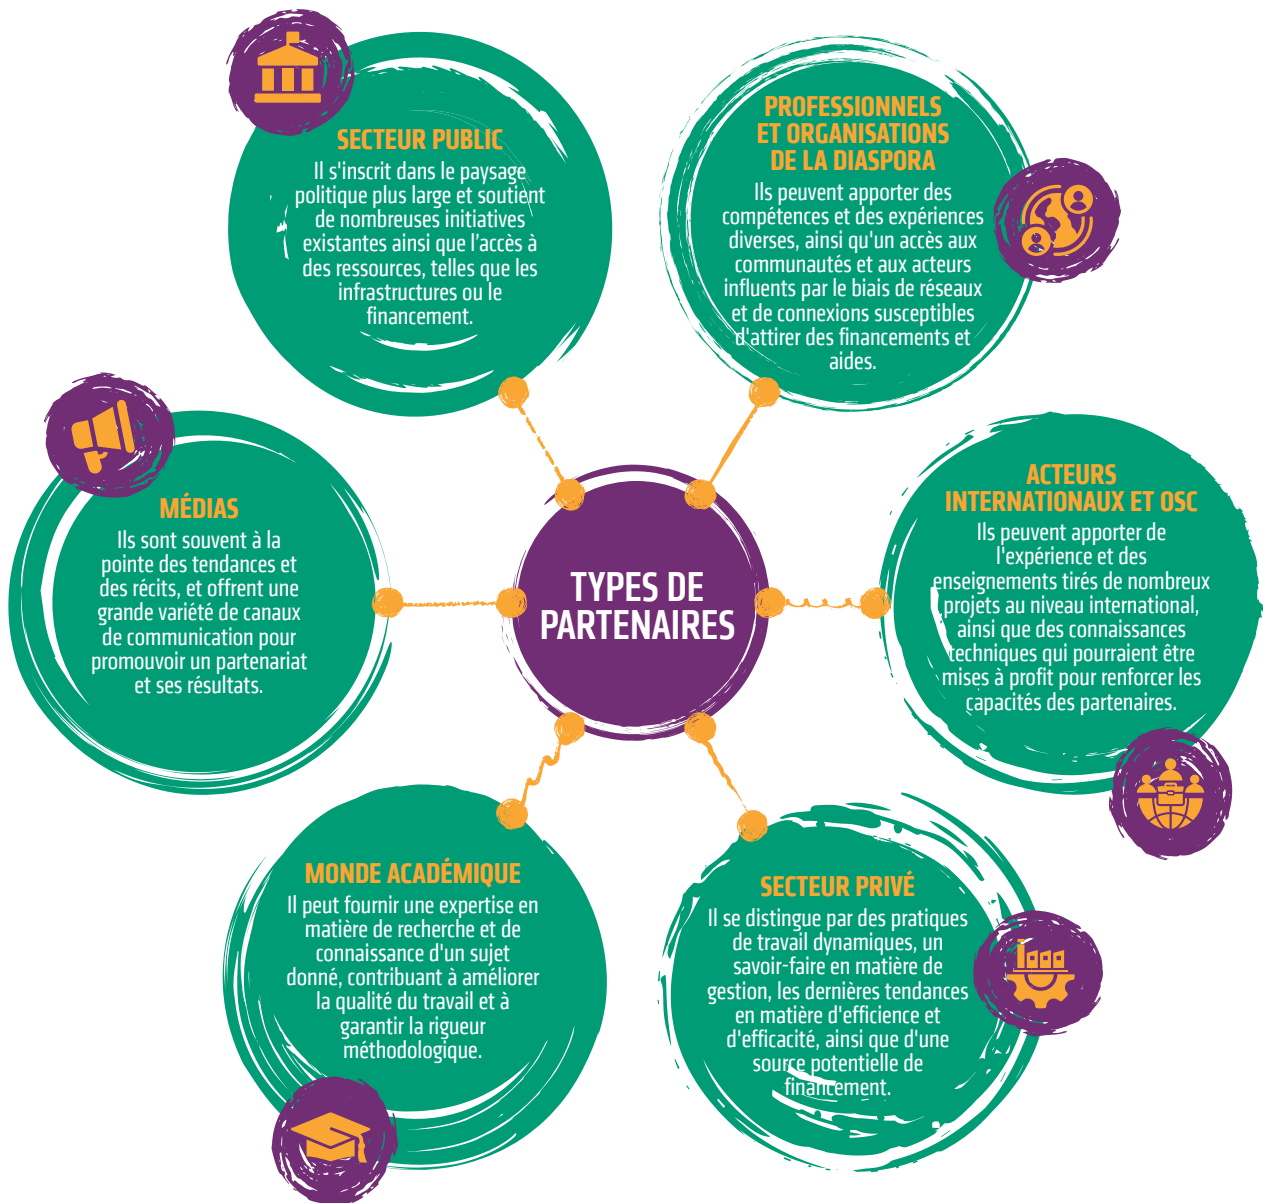 SECTEUR PUBLIC
Il s'inscrit dans le paysage
politique plus large et soutient
de nombreuses initiatives
existantes ainsi que l'accès à
des ressources, telles que les
infrastructures ou le
financement.
PROFESSIONNELS
ET ORGANISATIONS
DE LA DIASPORA
Ils peuvent apporter des
compétences et des expériences
diverses, ainsi qu'un accès aux
communautés et aux acteurs
influents par le biais de réseaux
et de connexions susceptibles
d'attirer des financements et
aides.
MÉDIAS
Ils sont souvent à la
pointe des tendances et
des récits, et offrent une
grande variété de canaux
de communication pour
promouvoir un partenariat
et ses résultats.
TYPES DE
PARTENAIRES
ACTEURS
INTERNATIONAUX ET OSC
Ils peuvent apporter de
l'expérience et des
enseignements tirés de nombreux
projets au niveau international,
ainsi que des connaissances
techniques qui pourraient être
mises à profit pour renforcer les
capacités des partenaires.
MONDE ACADÉMIQUE
Il peut fournir une expertise en
matière de recherche et de
connaissance d'un sujet
donné, contribuant à améliorer
la qualité du travail et à
garantir la rigueur
méthodologique.
SECTEUR PRIVÉ
Il se distingue par des pratiques
de travail dynamiques, un
savoir-faire en matière de
gestion, les dernières tendances
en matière d'efficience et
d'efficacité, ainsi que d'une
source potentielle de
financement.